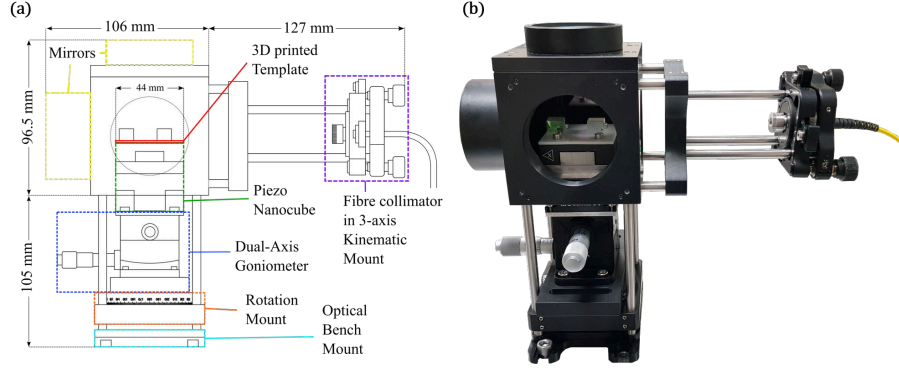 (a)
106 mm
127 mm
(b)
Mirrors
3D printed
Template
44 mm
96.5 mm
Piezo
Nanocube
Fibre collimator
in 3-axis
Kinematic
Mount
Dual-Axis
Goniometer
105 mm
Rotation
Mount
Optical
Bench
Mount